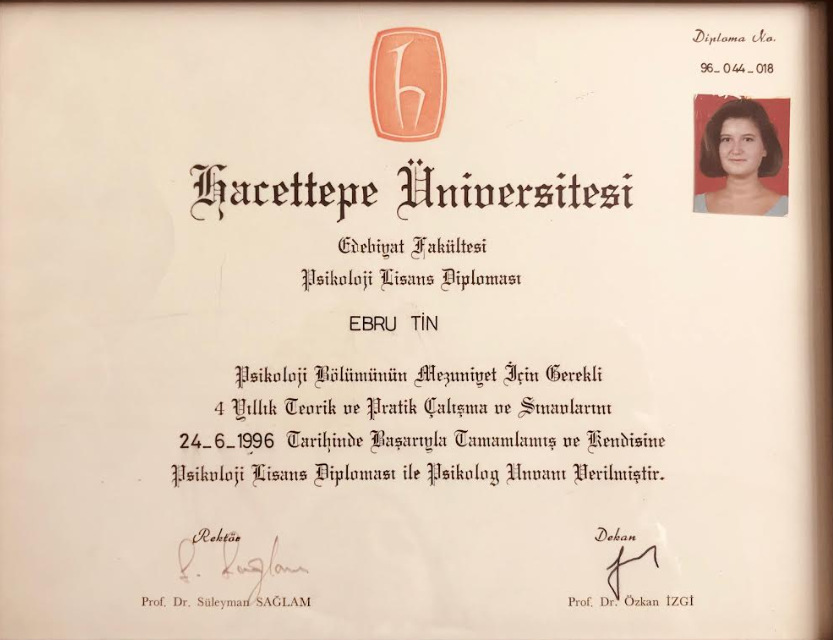 Diploma No.
96_044_018
Hacettepe Üniversitesi
Edebiyat Fakültesi
Psikoloji Lisans Diploması
EBRU TİN
Psikoloji Bölümünün Mezuniyet İçin Gerekli
4 Yıllık Teorik ve Pratik Çalışma ve Sınavlarını
24_6_1996 Tarihinde Başarıyla Tamamlamış ve Kendisine
Psikoloji Lisans Diploması ile Psikolog Unvanı Verilmiştir.
Rektör
Dekan
Prof. Dr. Süleyman SAĞLAM
Prof. Dr. Özkan İZGİ